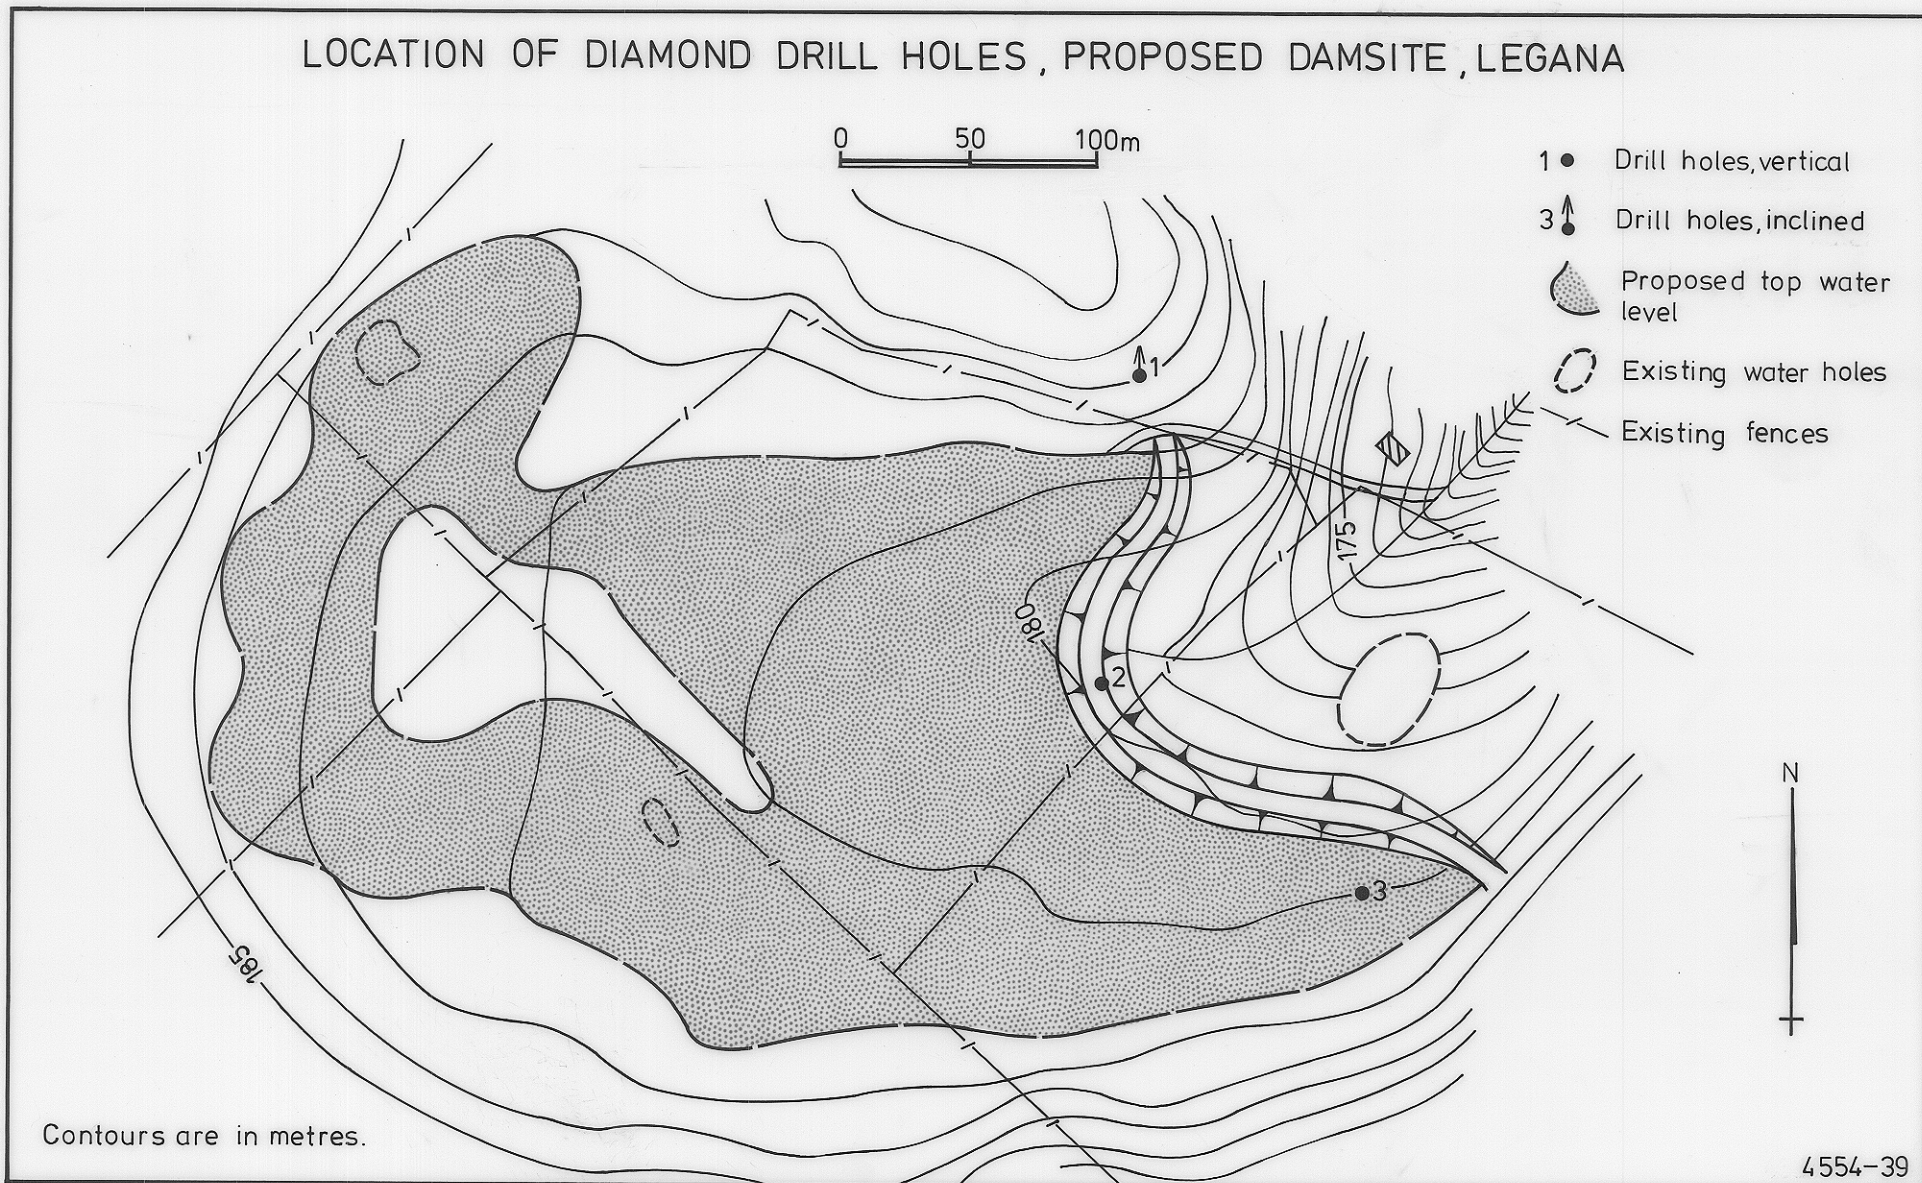 LOCATION OF DIAMOND DRILL HOLES, PROPOSED DAMSITE, LEGANA
0 50 100m
1 Drill holes, vertical
3 Drill holes, inclined
Proposed top water
level
Existing water holes
Existing fences
1
175
180
2
3
185
N
Contours are in metres.
4554-39